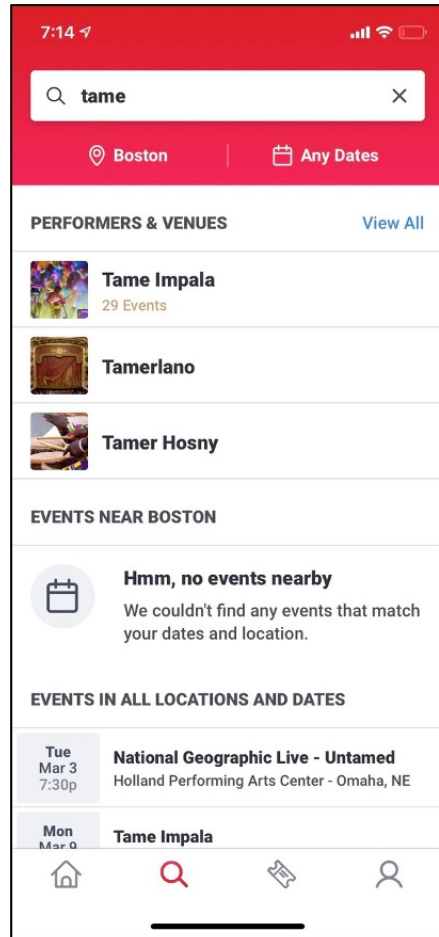 7:14
tame
Boston
Any Dates
PERFORMERS & VENUES
View All
Tame Impala
29 Events
Tamerlano
Tamer Hosny
EVENTS NEAR BOSTON
Hmm, no events nearby
We couldn't find any events that match
your dates and location.
EVENTS IN ALL LOCATIONS AND DATES
Tue
Mar 3
7:30p
National Geographic Live - Untamed
Holland Performing Arts Center - Omaha, NE
Mon
Mar 9
Tame Impala